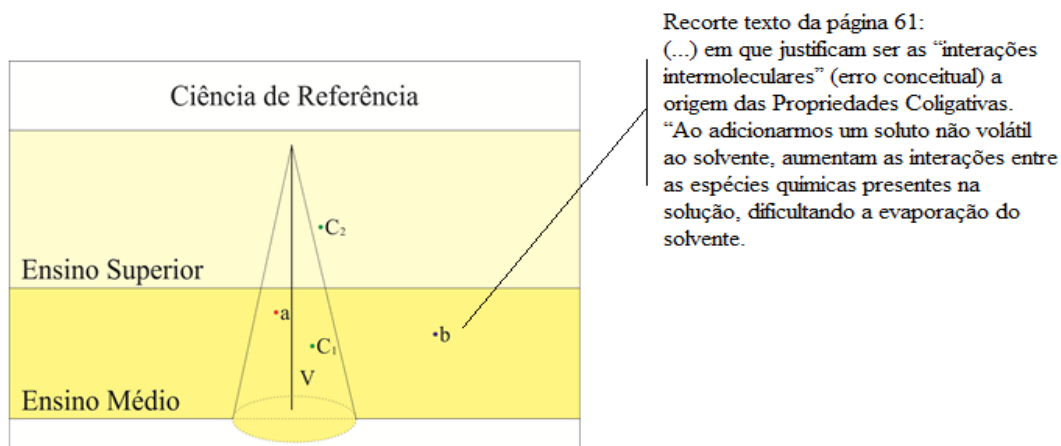 Recorte texto da página 61:
(...) em que justificam ser as “interações
intermoleculares” (erro conceitual) a
origem das Propriedades Coligativas.
“Ao adicionarmos um soluto não volátil
ao solvente, aumentam as interações entre
as espécies químicas presentes na
solução, dificultando a evaporação do
solvente.
Ciência de Referência
C₂
Ensino Superior
a
b
C₁
V
Ensino Médio